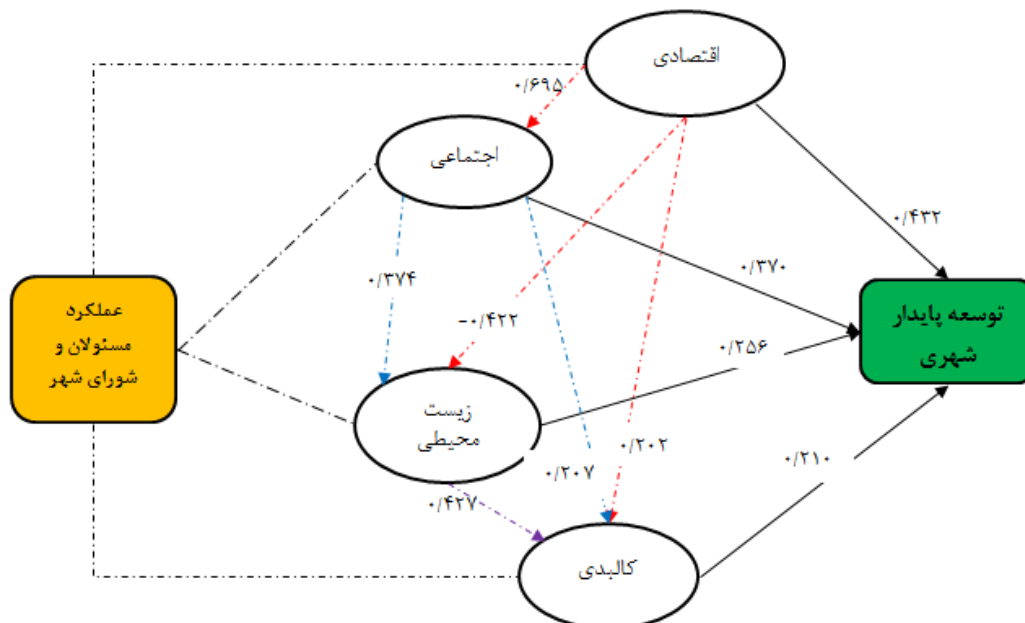 اقتصادی
۰/۶۹۵
اجتماعی
۰/۴۳۲
۰/۳۷۰
۰/۳۷۴
عملکرد
مسئولان و
شورای شهر
توسعه پایدار
شهری
-۰/۴۲۲
۰/۲۵۶
زیست
محیطی
۰/۲۰۲
۰/۲۰۷
۰/۲۱۰
۰/۴۲۷
کالبدی